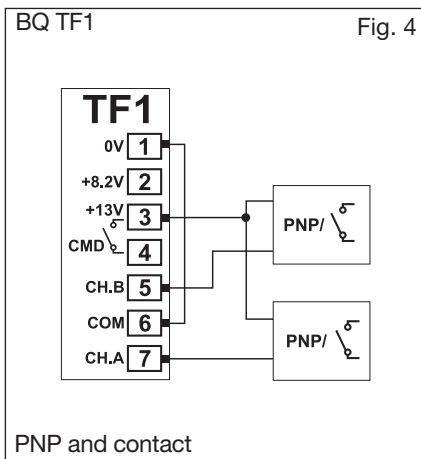 BQ TF1 Fig. 4
TF1
0V 1
+8.2V 2
+13V 3
CMD 4
CH.B 5
COM 6
CH.A 7
PNP/
PNP/
PNP and contact